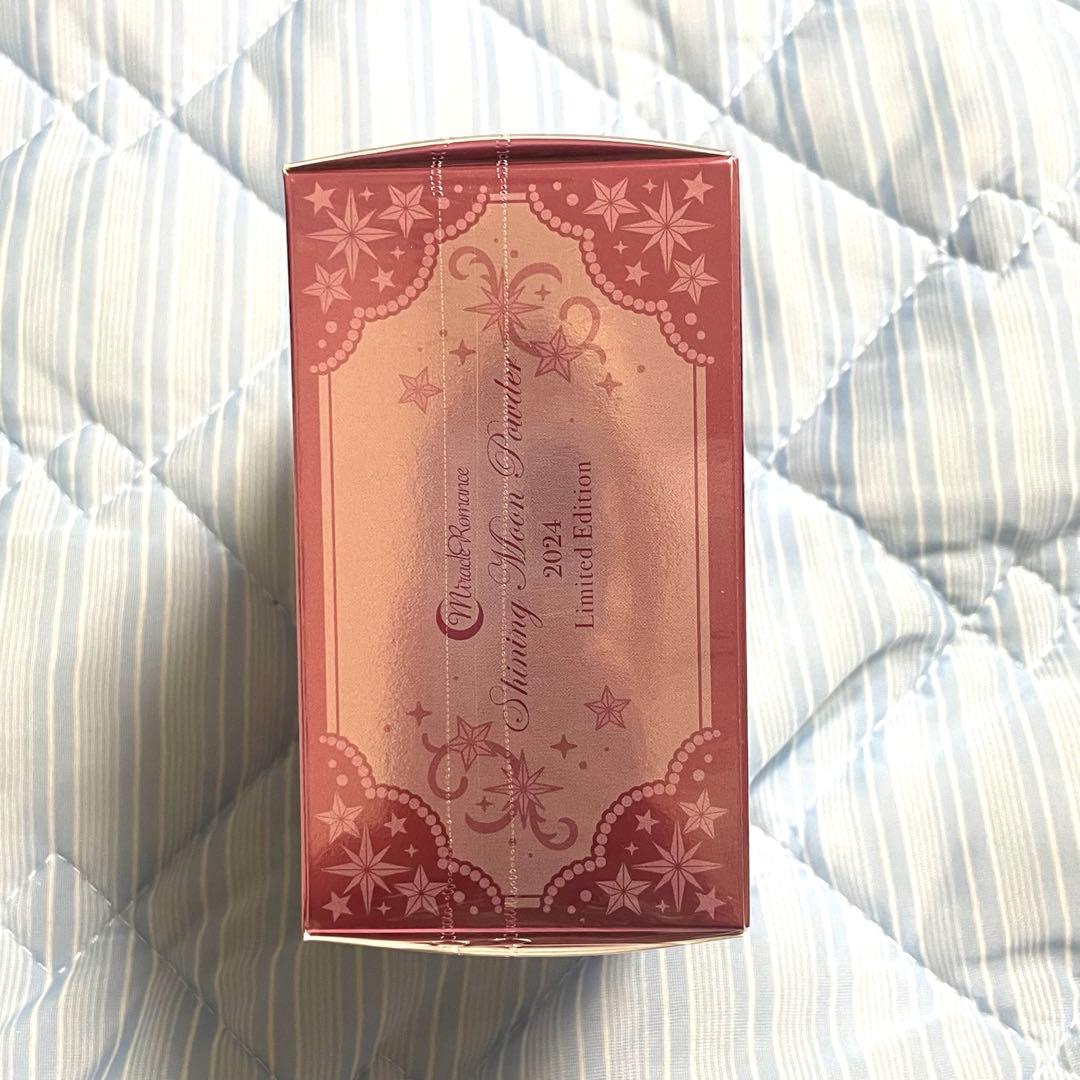 Miracle Romance
Shining Moon Powder
2024
Limited Edition